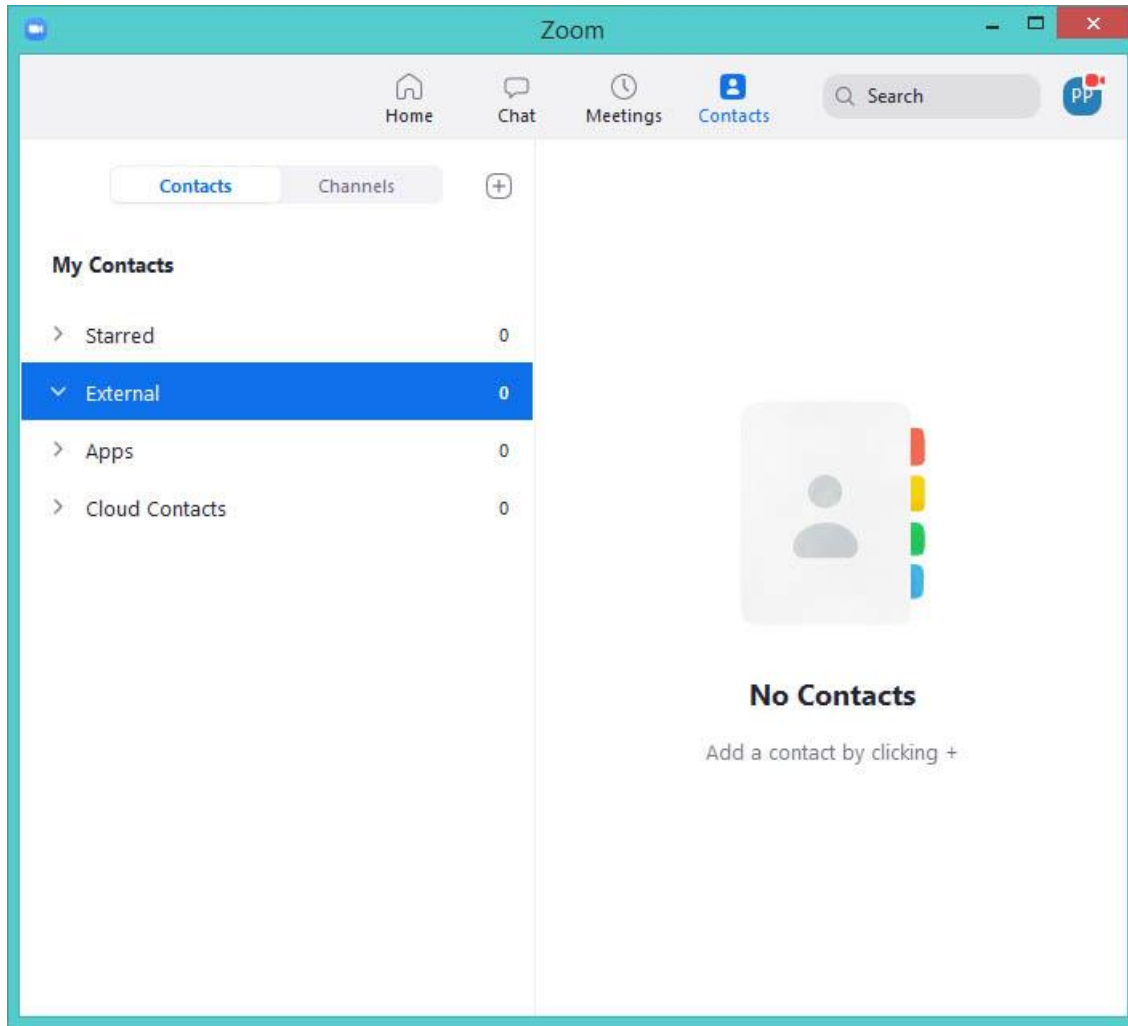 Zoom
Home Chat Meetings Contacts Search PP
Contacts Channels
My Contacts
Starred 0
External 0
Apps 0
Cloud Contacts 0
No Contacts
Add a contact by clicking +